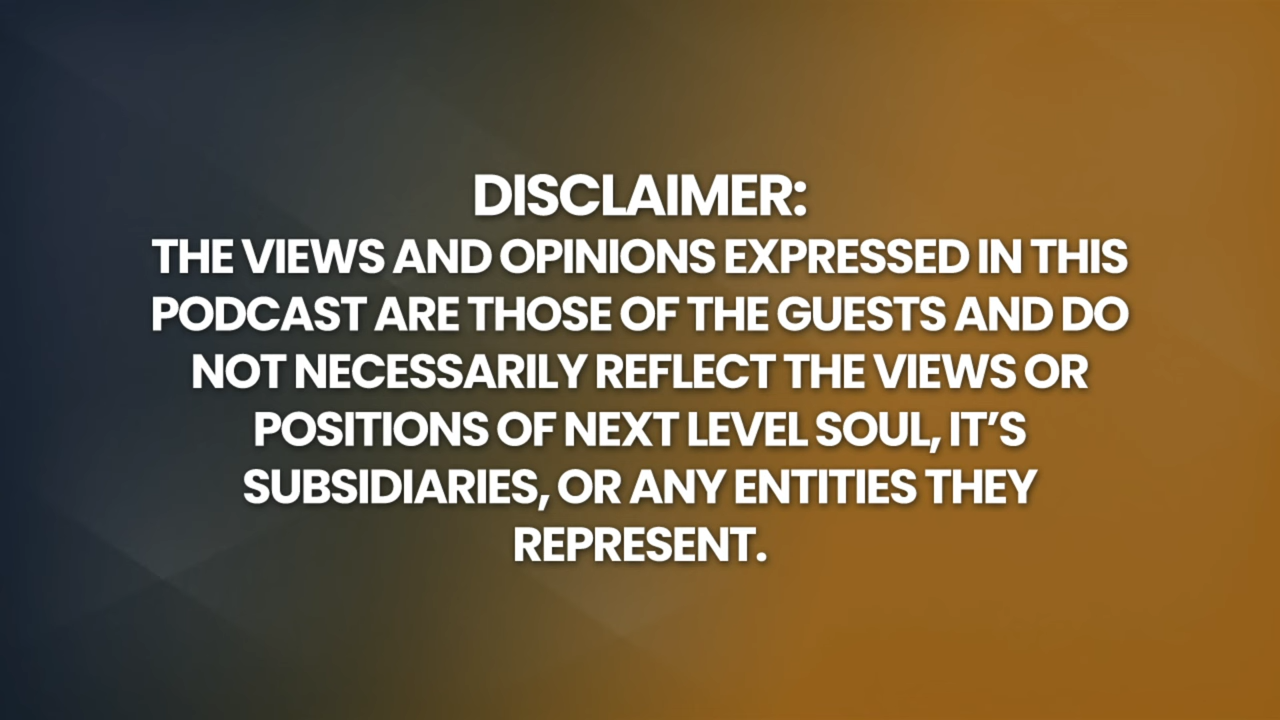 DISCLAIMER:
THE VIEWS AND OPINIONS EXPRESSED IN THIS
PODCAST ARE THOSE OF THE GUESTS AND DO
NOT NECESSARILY REFLECT THE VIEWS OR
POSITIONS OF NEXT LEVEL SOUL, IT’S
SUBSIDIARIES, OR ANY ENTITIES THEY
REPRESENT.